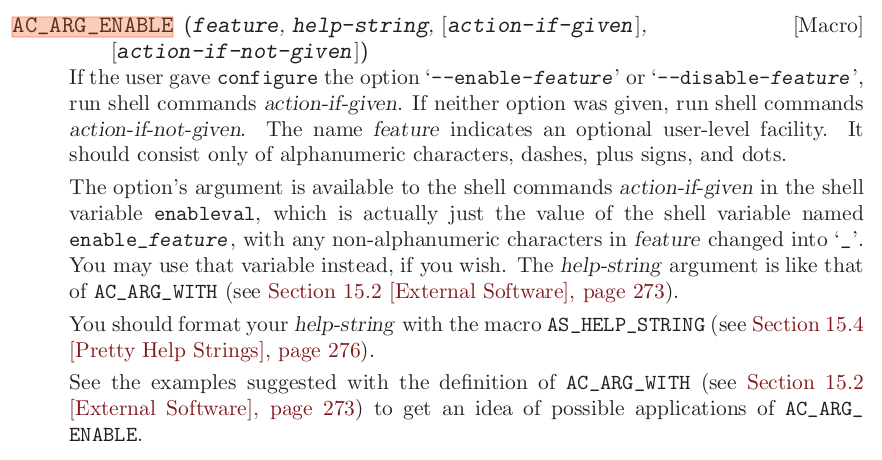 AC_ARG_ENABLE (feature, help-string, [action-if-given], [Macro]
[action-if-not-given])
If the user gave configure the option ‘--enable-feature’ or ‘--disable-feature’,
run shell commands action-if-given. If neither option was given, run shell commands
action-if-not-given. The name feature indicates an optional user-level facility. It
should consist only of alphanumeric characters, dashes, plus signs, and dots.
The option’s argument is available to the shell commands action-if-given in the shell
variable enableval, which is actually just the value of the shell variable named
enable_feature, with any non-alphanumeric characters in feature changed into ‘_’.
You may use that variable instead, if you wish. The help-string argument is like that
of AC_ARG_WITH (see Section 15.2 [External Software], page 273).
You should format your help-string with the macro AS_HELP_STRING (see Section 15.4
[Pretty Help Strings], page 276).
See the examples suggested with the definition of AC_ARG_WITH (see Section 15.2
[External Software], page 273) to get an idea of possible applications of AC_ARG_
ENABLE.